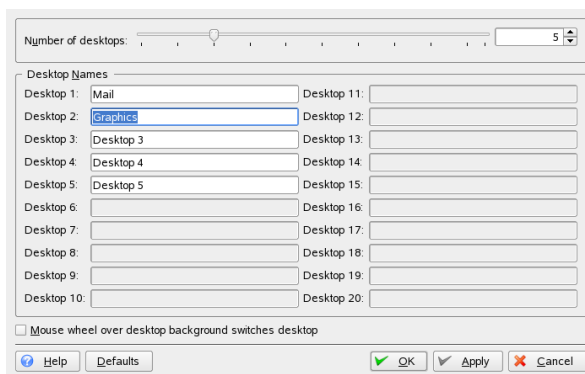 Number of desktops: 5
Desktop Names
Desktop 1: Mail
Desktop 2: Graphics
Desktop 3: Desktop 3
Desktop 4: Desktop 4
Desktop 5: Desktop 5
Desktop 6:
Desktop 7:
Desktop 8:
Desktop 9:
Desktop 10:
Desktop 11:
Desktop 12:
Desktop 13:
Desktop 14:
Desktop 15:
Desktop 16:
Desktop 17:
Desktop 18:
Desktop 19:
Desktop 20:
Mouse wheel over desktop background switches desktop
Help Defaults OK Apply Cancel